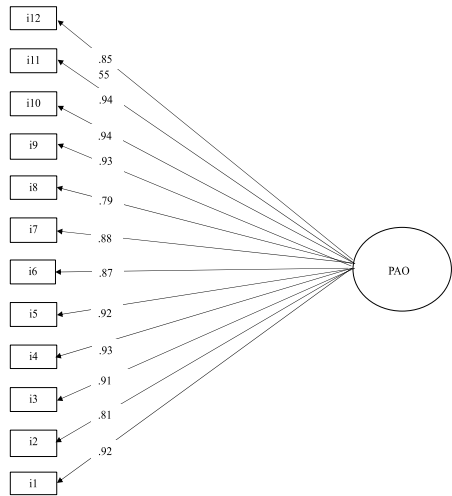 i12
.85
55
i11
.94
i10
.94
i9
.93
i8
.79
i7
.88
i6
.87
PAO
i5
.92
i4
.93
i3
.91
i2
.81
i1
.92